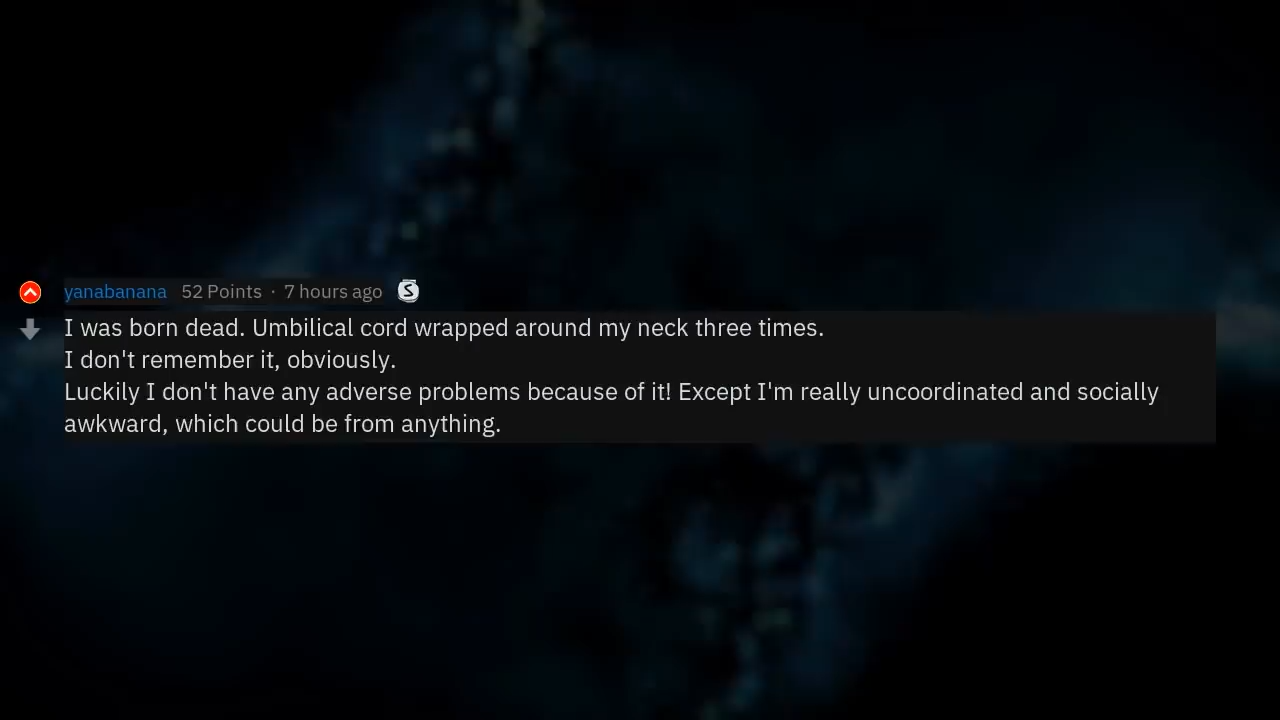 yanabanana 52 Points · 7 hours ago S
I was born dead. Umbilical cord wrapped around my neck three times.
I don't remember it, obviously.
Luckily I don't have any adverse problems because of it! Except I'm really uncoordinated and socially
awkward, which could be from anything.